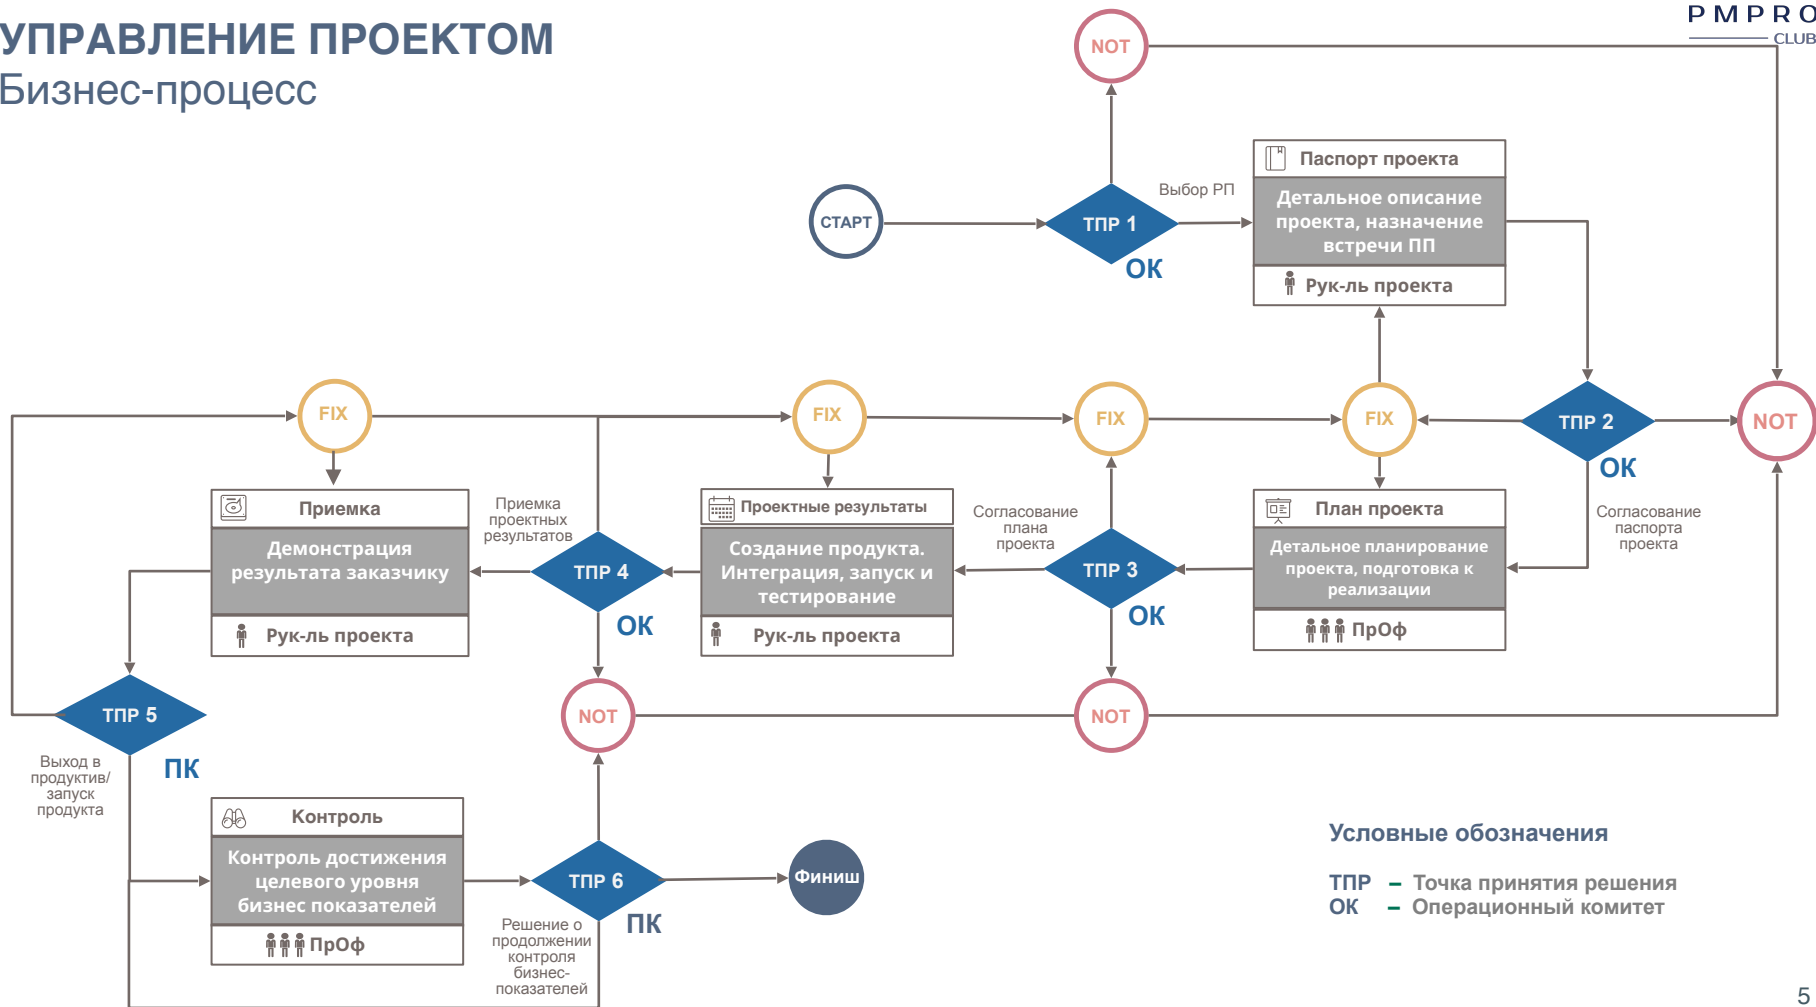 УПРАВЛЕНИЕ ПРОЕКТОМ
Бизнес-процесс
PMPRO
CLUB
NOT
СТАРТ
ТПР 1
ОК
Выбор РП
Паспорт проекта
Детальное описание
проекта, назначение
встречи ПП
Рук-ль проекта
FIX
FIX
FIX
FIX
ТПР 2
ОК
NOT
Приемка
Демонстрация
результата заказчику
Рук-ль проекта
Приемка
проектных
результатов
ТПР 4
ОК
Проектные результаты
Создание продукта.
Интеграция, запуск и
тестирование
Рук-ль проекта
Согласование
плана
проекта
ТПР 3
ОК
План проекта
Детальное планирование
проекта, подготовка к
реализации
ПрОф
Согласование
паспорта
проекта
ТПР 5
ПК
Выход в
продуктив/
запуск
продукта
NOT
NOT
Контроль
Контроль достижения
целевого уровня
бизнес показателей
ПрОф
ТПР 6
ПК
Решение о
продолжении
контроля
бизнес-
показателей
Финиш
Условные обозначения
ТПР – Точка принятия решения
ОК – Операционный комитет
5